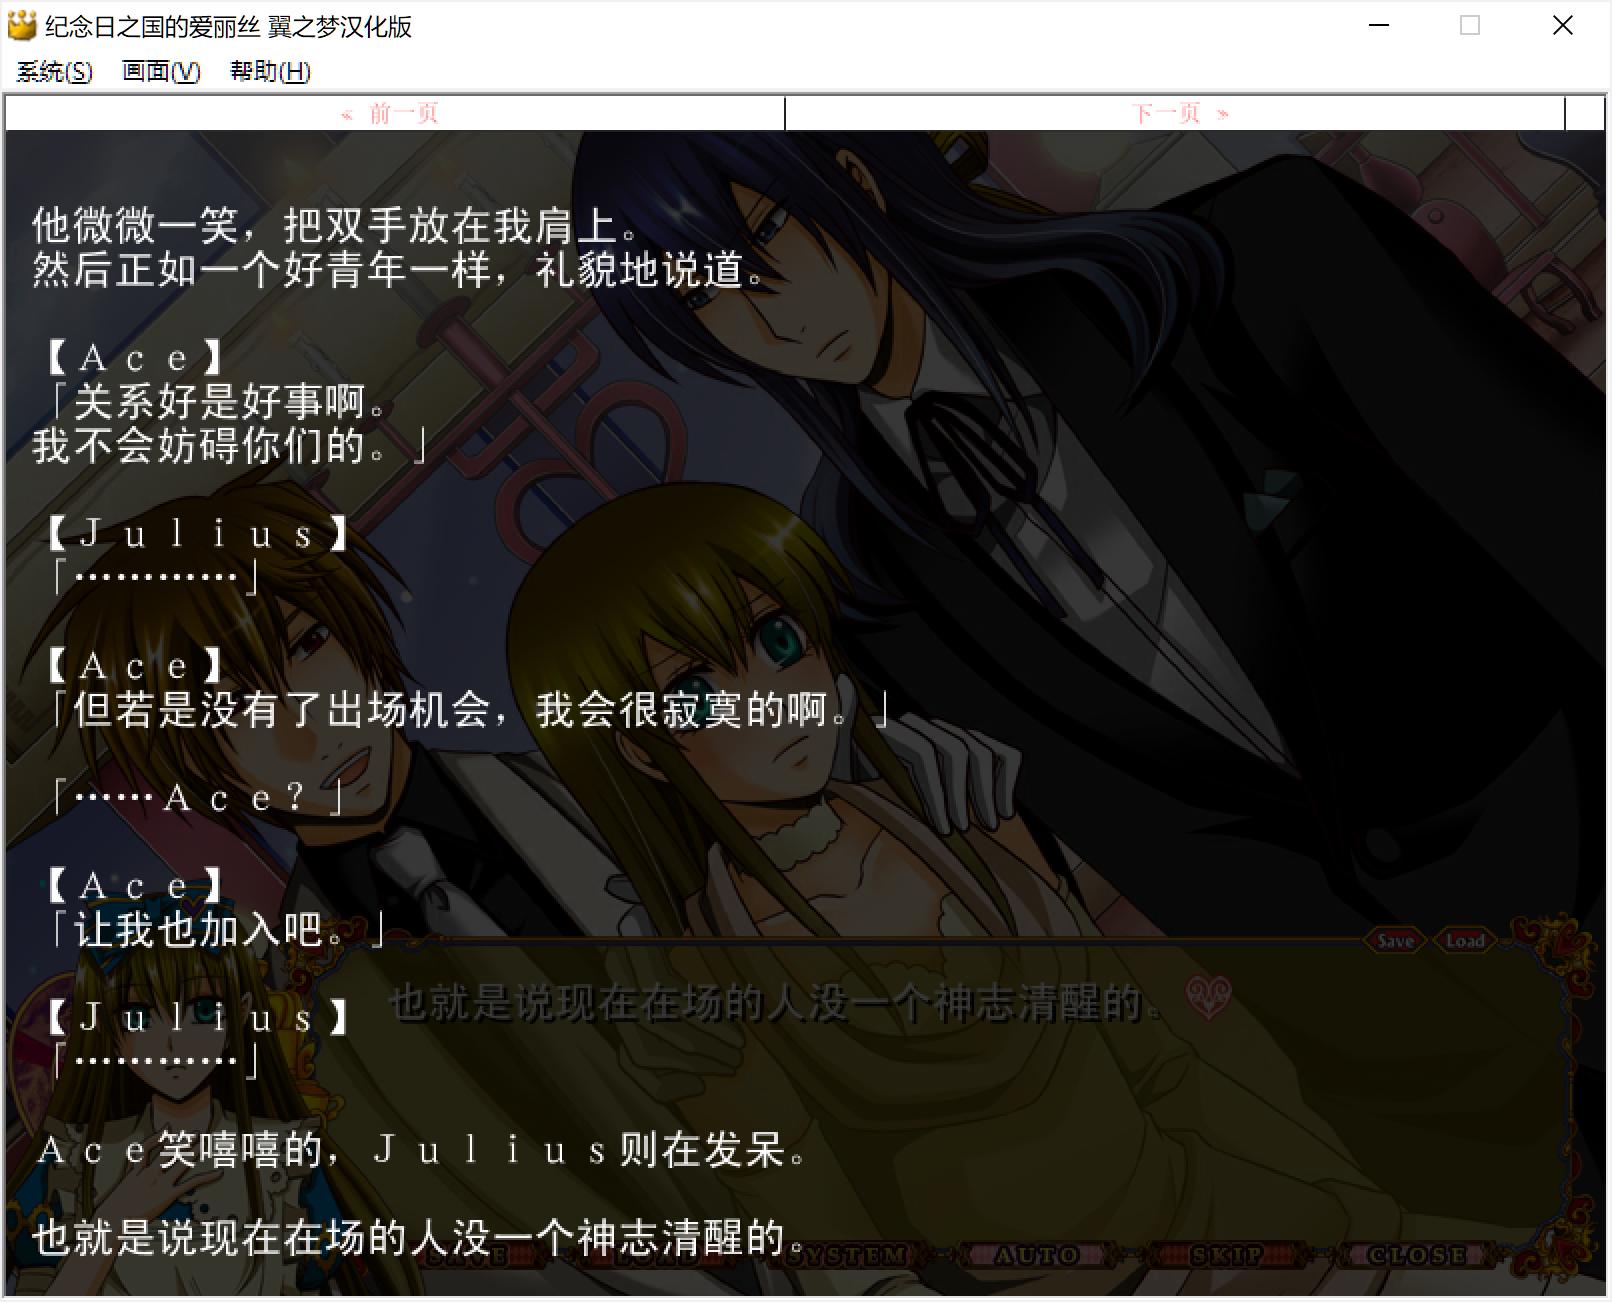 纪念日之国的爱丽丝 翼之梦汉化版
系统(S) 画面(V) 帮助(H)
« 前一页 下一页 »
他微微一笑，把双手放在我肩上。
然后正如一个好青年一样，礼貌地说道。
【Ａｃｅ】
「关系好是好事啊。
我不会妨碍你们的。」
【Ｊｕｌｉｕｓ】
「…………」
【Ａｃｅ】
「但若是没有了出场机会，我会很寂寞的啊。」
「……Ａｃｅ？」
【Ａｃｅ】
「让我也加入吧。」
Save Load
也就是说现在在场的人没一个神志清醒的。
【Ｊｕｌｉｕｓ】
「…………」
Ａｃｅ笑嘻嘻的，Ｊｕｌｉｕｓ则在发呆。
也就是说现在在场的人没一个神志清醒的。
SAVE LOAD SYSTEM AUTO SKIP CLOSE